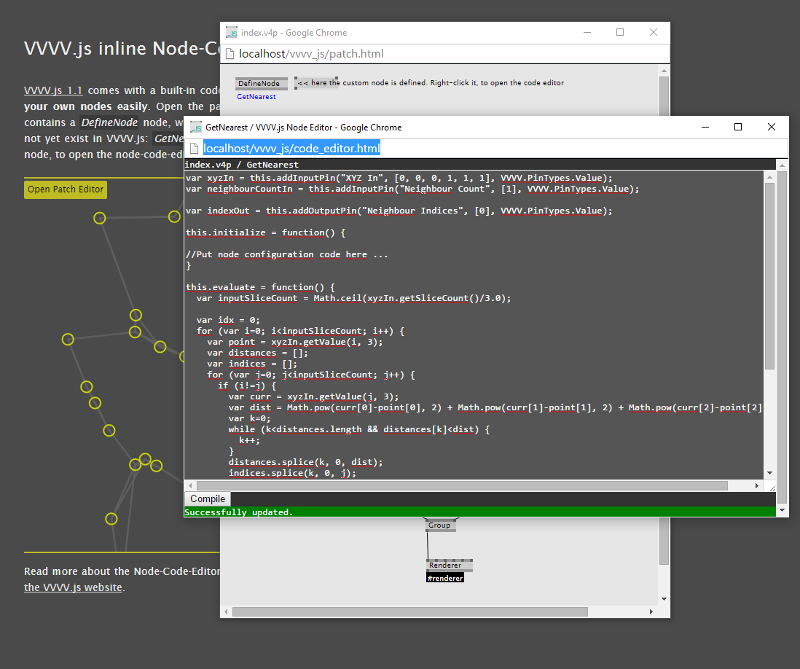 VVVV.js inline Node-Co
VVVV.js 1.1 comes with a built-in code
your own nodes easily. Open the pa
contains a DefineNode node, w
not yet exist in VVVV.js: GetNe
node, to open the node-code-ed
Open Patch Editor
Read more about the Node-Code-Editor
the VVVV.js website.
index.v4p - Google Chrome
localhost/vvvv_js/patch.html
DefineNode
<< here the custom node is defined. Right-click it, to open the code editor
GetNearest
GetNearest / VVVV.js Node Editor - Google Chrome
localhost/vvvv_js/code_editor.html
index.v4p / GetNearest
var xyzIn = this.addInputPin("XYZ In", [0, 0, 0, 1, 1, 1], VVVV.PinTypes.Value);
var neighbourCountIn = this.addInputPin("Neighbour Count", [1], VVVV.PinTypes.Value);
var indexOut = this.addOutputPin("Neighbour Indices", [0], VVVV.PinTypes.Value);
this.initialize = function() {
//Put node configuration code here ...
}
this.evaluate = function() {
var inputSliceCount = Math.ceil(xyzIn.getSliceCount()/3.0);
var idx = 0;
for (var i=0; i<inputSliceCount; i++) {
var point = xyzIn.getValue(i, 3);
var distances = [];
var indices = [];
for (var j=0; j<inputSliceCount; j++) {
if (i!=j) {
var curr = xyzIn.getValue(j, 3);
var dist = Math.pow(curr[0]-point[0], 2) + Math.pow(curr[1]-point[1], 2) + Math.pow(curr[2]-point[2]
var k=0;
while (k<distances.length && distances[k]<dist) {
k++;
}
distances.splice(k, 0, dist);
indices.splice(k, 0, j);
Compile
Successfully updated.
Group
Renderer
#renderer